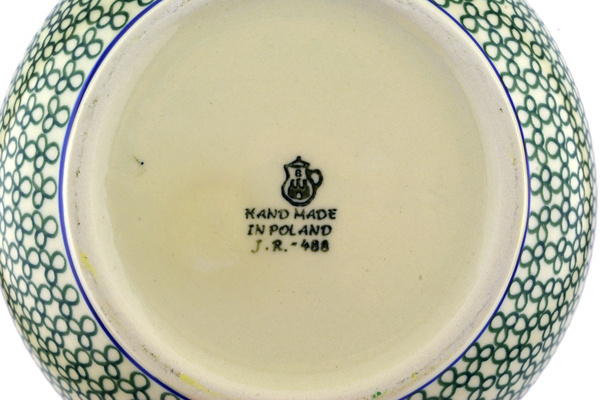 B
HAND MADE
IN POLAND
J.R.-488